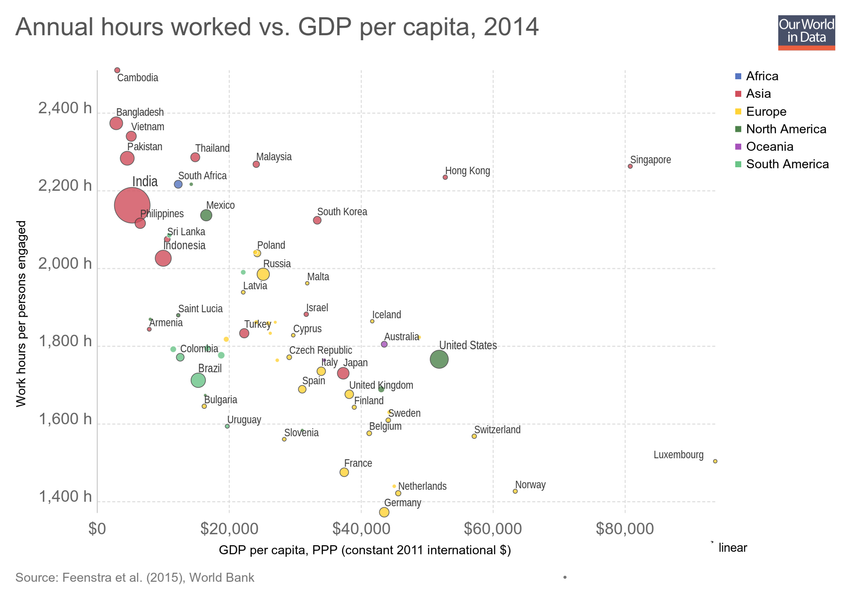 Annual hours worked vs. GDP per capita, 2014
Our World
in Data
Africa
Asia
Europe
North America
Oceania
South America
Work hours per persons engaged
2,400 h
2,200 h
2,000 h
1,800 h
1,600 h
1,400 h
Cambodia
Bangladesh
Vietnam
Pakistan
Thailand
Malaysia
Singapore
Hong Kong
South Africa
India
Mexico
Philippines
South Korea
Sri Lanka
Indonesia
Poland
Russia
Malta
Latvia
Saint Lucia
Israel
Iceland
Armenia
Turkey
Cyprus
Australia
United States
Colombia
Czech Republic
Italy
Japan
Brazil
Spain
United Kingdom
Bulgaria
Finland
Sweden
Uruguay
Belgium
Slovenia
Switzerland
Luxembourg
France
Netherlands
Norway
Germany
$0
$20,000
$40,000
$60,000
$80,000
GDP per capita, PPP (constant 2011 international $)
linear
Source: Feenstra et al. (2015), World Bank